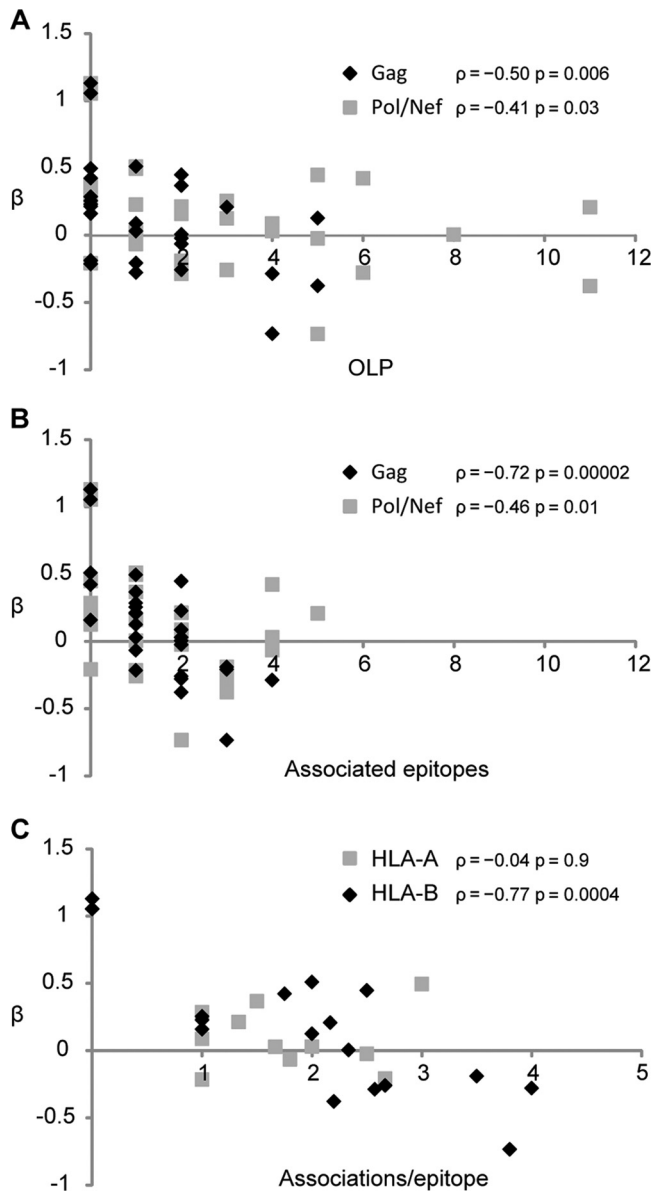 A
1.5
Gag ρ = −0.50 p = 0.006
1
Pol/Nef ρ = −0.41 p = 0.03
0.5
β
0
2 4 6 8 10 12
-0.5
-1
OLP
B
1.5
Gag ρ = −0.72 p = 0.00002
1
Pol/Nef ρ = −0.46 p = 0.01
0.5
β
0
2 4 6 8 10 12
-0.5
-1
Associated epitopes
C
1.5
HLA-A ρ = −0.04 p = 0.9
1
HLA-B ρ = −0.77 p = 0.0004
0.5
β
0
1 2 3 4 5
-0.5
-1
Associations/epitope